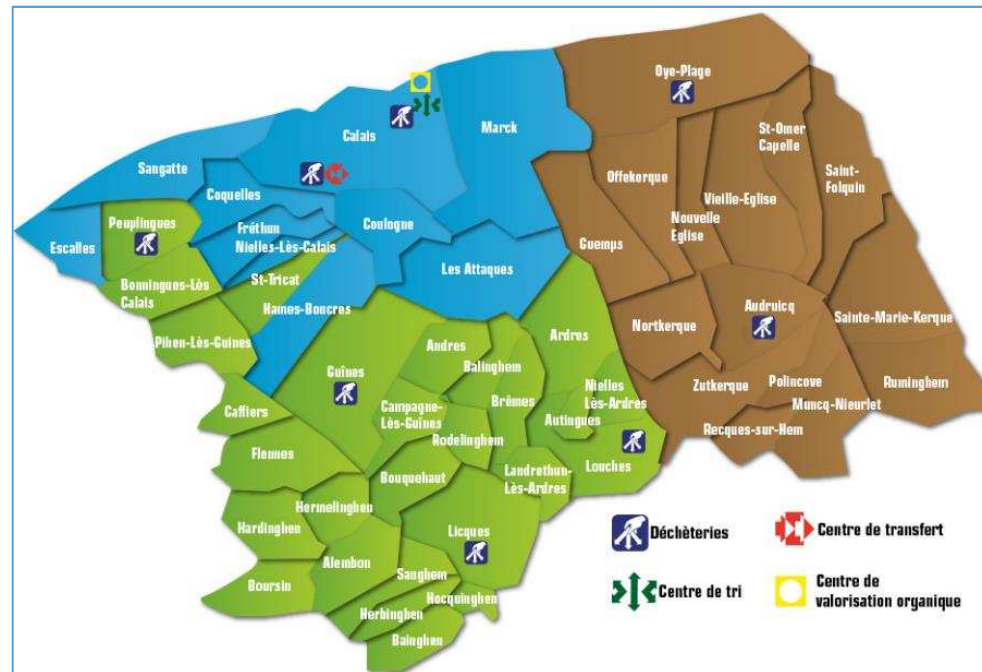 Oye-Plage
Calais
Marck
St-Omer
Capelle
Sangatte
Offekerque
Saint-
Folquin
Coquelles
Vieille-Eglise
Peuplingues
Fréthun
Coulogne
Nouvelle
Eglise
Escalles
Nielles-Lès-Calais
Guemps
St-Tricat
Les Attaques
Bonningues-Lès
Calais
Hames-Boucres
Audruicq
Sainte-Marie-Kerque
Nortkerque
Pihen-Lès-Guines
Andres
Ardres
Balinghem
Guînes
Nielles
Lès-Ardres
Zutkerque
Polincove
Ruminghem
Brêmes
Muncq-Nieurlet
Caffiers
Campagne-
Lès-Guînes
Autingues
Recques-sur-Hem
Rodelinghem
Fiennes
Louches
Bouquehaut
Landrethun-
Lès-Ardres
Hermelinghen
Hardinghen
Licques
Déchèteries
Centre de transfert
Alembon
Sanghem
Boursin
Hocquinghen
Centre de tri
Centre de
valorisation organique
Herbinghen
Bainghen